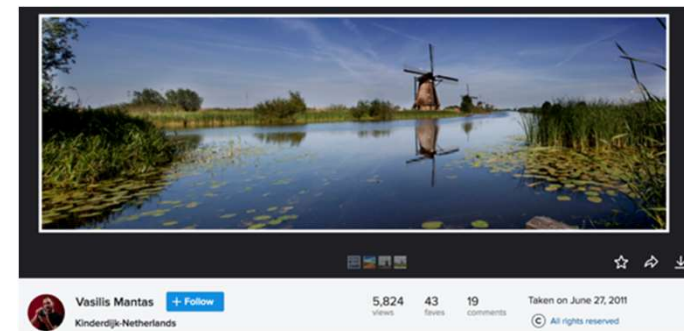 Vasilis Mantas + Follow
Kinderdijk-Netherlands
5,824 views
43 faves
19 comments
Taken on June 27, 2011
© All rights reserved